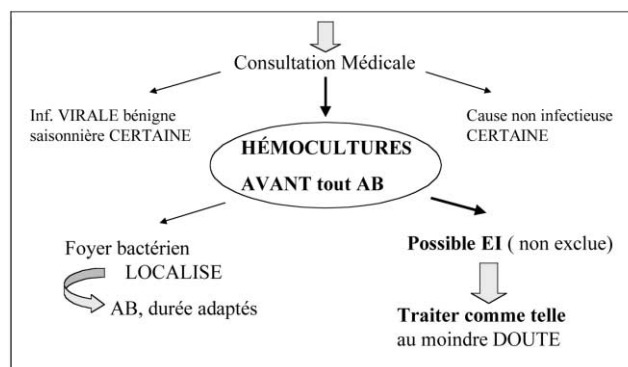 Consultation Médicale
Inf. VIRALE bénigne
saisonnière CERTAINE
Cause non infectieuse
CERTAINE
HÉMOCULTURES
AVANT tout AB
Foyer bactérien
LOCALISE
AB, durée adaptés
Possible EI ( non exclue)
Traiter comme telle
au moindre DOUTE